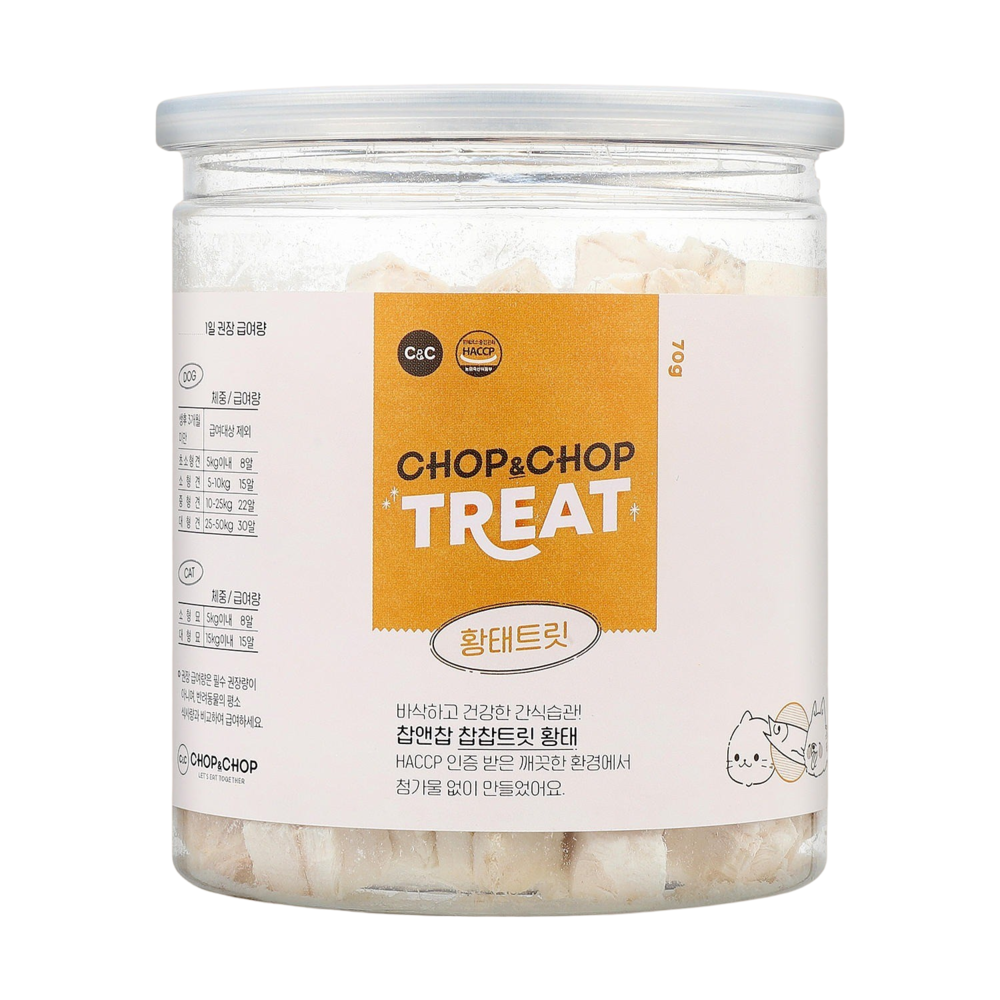 1일 권장 급여량
DOG
체중 / 급여량
생후 3개월 미만 급여대상 제외
초소형견 5kg이내 8알
소형견 5-10kg 15알
중형견 10-25kg 22알
대형견 25-50kg 30알
CAT
체중 / 급여량
소형묘 5kg이내 8알
대형묘 15kg이내 15알
권장 급여량은 필수 권장량이
아니며, 반려동물의 평소
식사량과 비교하여 급여하세요.
C&C CHOP&CHOP
LET'S EAT TOGETHER
C&C
HACCP
70g
CHOP&CHOP
TREAT
황태트릿
바삭하고 건강한 간식습관!
찹앤찹 찹찹트릿 황태
HACCP 인증 받은 깨끗한 환경에서
첨가물 없이 만들었어요.